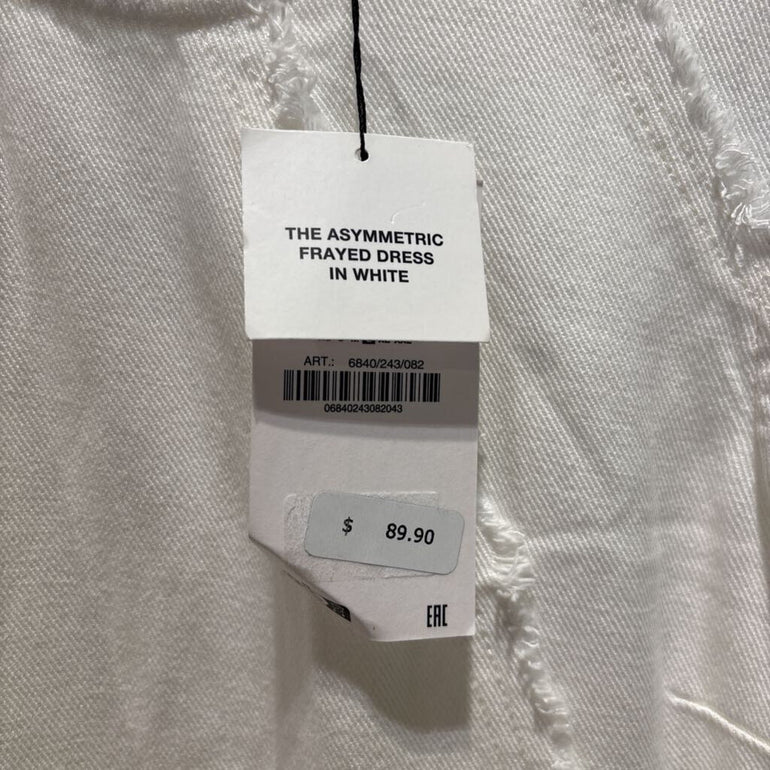 THE ASYMMETRIC
FRAYED DRESS
IN WHITE
ART.: 6840/243/082
06840243082043
$ 89.90
EAC